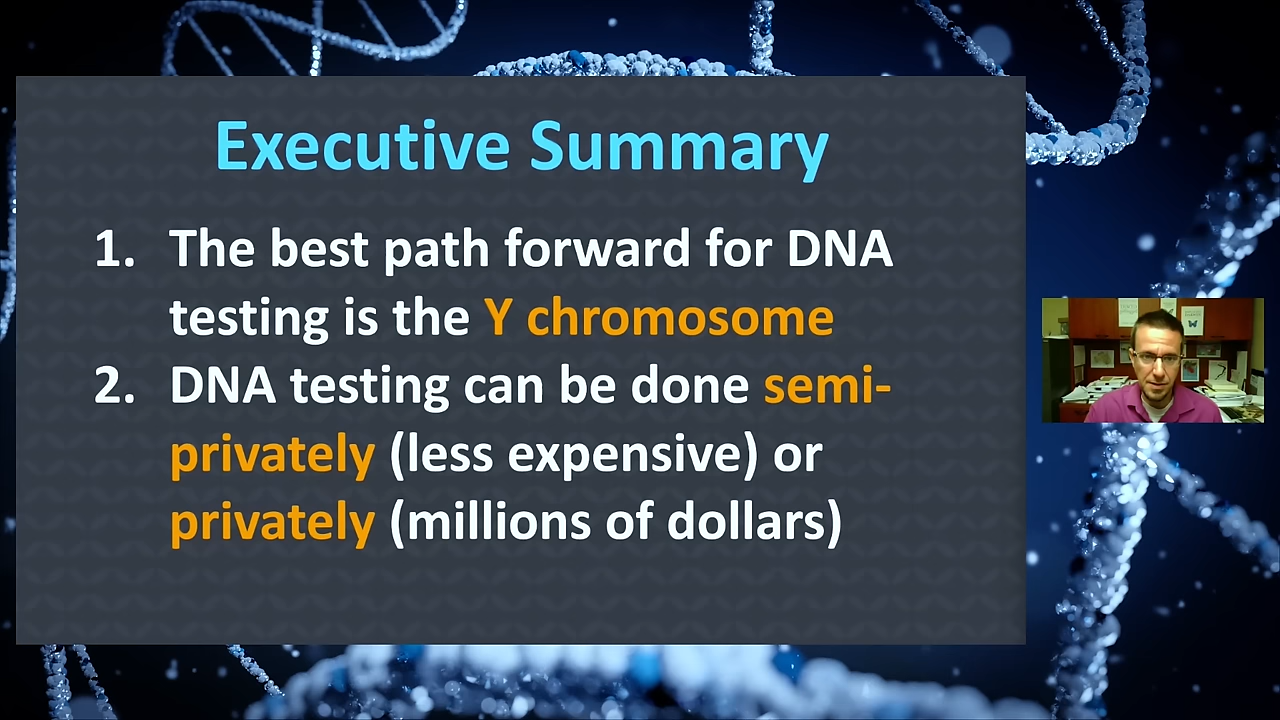 Executive Summary
1. The best path forward for DNA
testing is the Y chromosome
2. DNA testing can be done semi-
privately (less expensive) or
privately (millions of dollars)